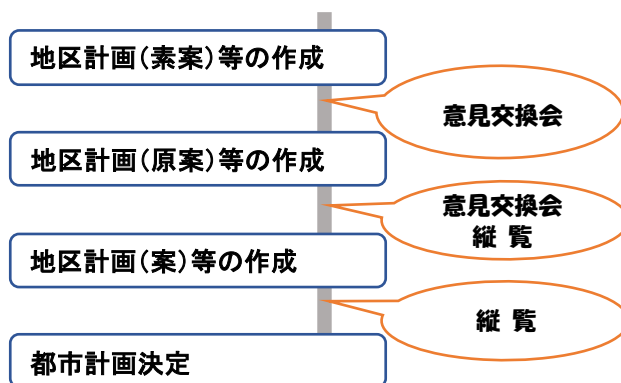 地区計画（素案）等の作成
意見交換会
地区計画（原案）等の作成
意見交換会
縦 覧
地区計画（案）等の作成
縦 覧
都市計画決定